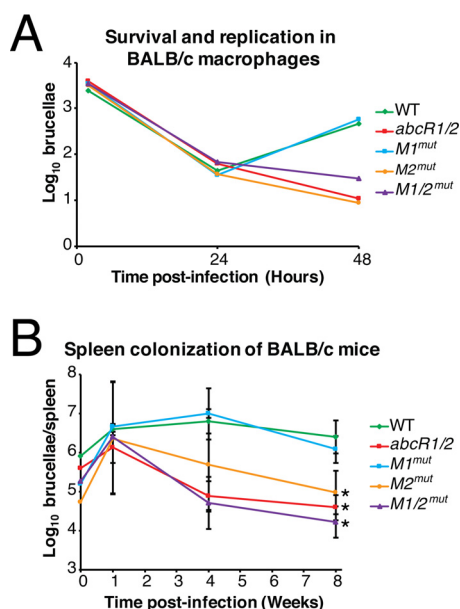 A
Survival and replication in
BALB/c macrophages
Log10 brucellae
4
3
2
1
0
0
24
48
Time post-infection (Hours)
WT
abcR1/2
M1mut
M2mut
M1/2mut
B
Spleen colonization of BALB/c mice
Log10 brucellae/spleen
8
7
6
5
4
3
0 1 2 3 4 5 6 7 8
Time post-infection (Weeks)
WT
abcR1/2
M1mut
M2mut
M1/2mut
*
*
*